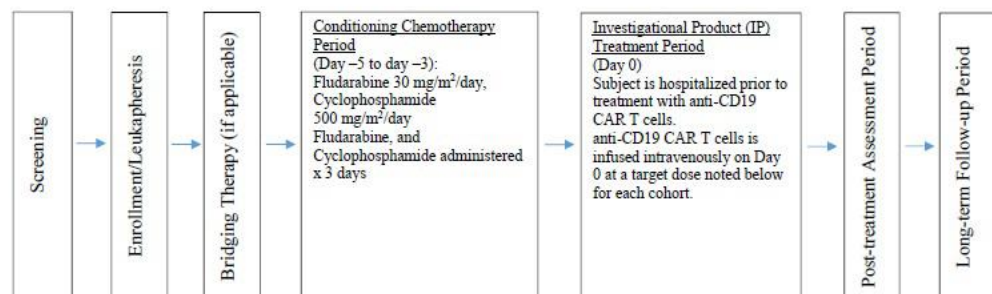 Screening
Enrollment/Leukapheresis
Bridging Therapy (if applicable)
Conditioning Chemotherapy
Period
(Day –5 to day –3):
Fludarabine 30 mg/m²/day,
Cyclophosphamide
500 mg/m²/day
Fludarabine, and
Cyclophosphamide administered
x 3 days
Investigational Product (IP)
Treatment Period
(Day 0)
Subject is hospitalized prior to
treatment with anti-CD19
CAR T cells.
anti-CD19 CAR T cells is
infused intravenously on Day
0 at a target dose noted below
for each cohort.
Post-treatment Assessment Period
Long-term Follow-up Period